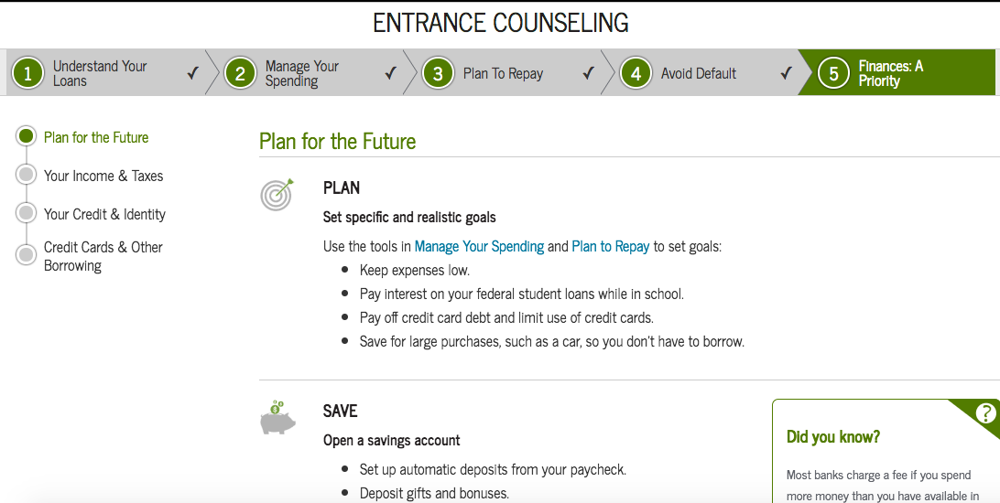 ENTRANCE COUNSELING
1
Understand Your
Loans
2
Manage Your
Spending
3
Plan To Repay
4
Avoid Default
5
Finances: A
Priority
Plan for the Future
Your Income & Taxes
Your Credit & Identity
Credit Cards & Other
Borrowing
Plan for the Future
PLAN
Set specific and realistic goals
Use the tools in Manage Your Spending and Plan to Repay to set goals:
Keep expenses low.
Pay interest on your federal student loans while in school.
Pay off credit card debt and limit use of credit cards.
Save for large purchases, such as a car, so you don't have to borrow.
SAVE
Open a savings account
Set up automatic deposits from your paycheck.
Deposit gifts and bonuses.
?
Did you know?
Most banks charge a fee if you spend
more money than you have available in